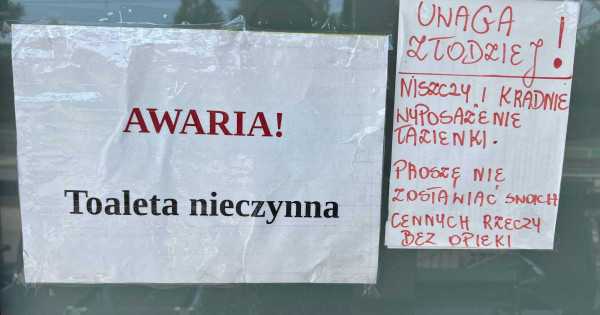 AWARIA!
Toaleta nieczynna
UWAGA
ZŁODZIEJ!
NISZCZY I KRADNIE
WYPOSAŻENIE
ŁAZIENKI.
PROSZĘ NIE
ZOSTAWIAĆ SWOICH
CENNYCH RZECZY
BEZ OPIEKI